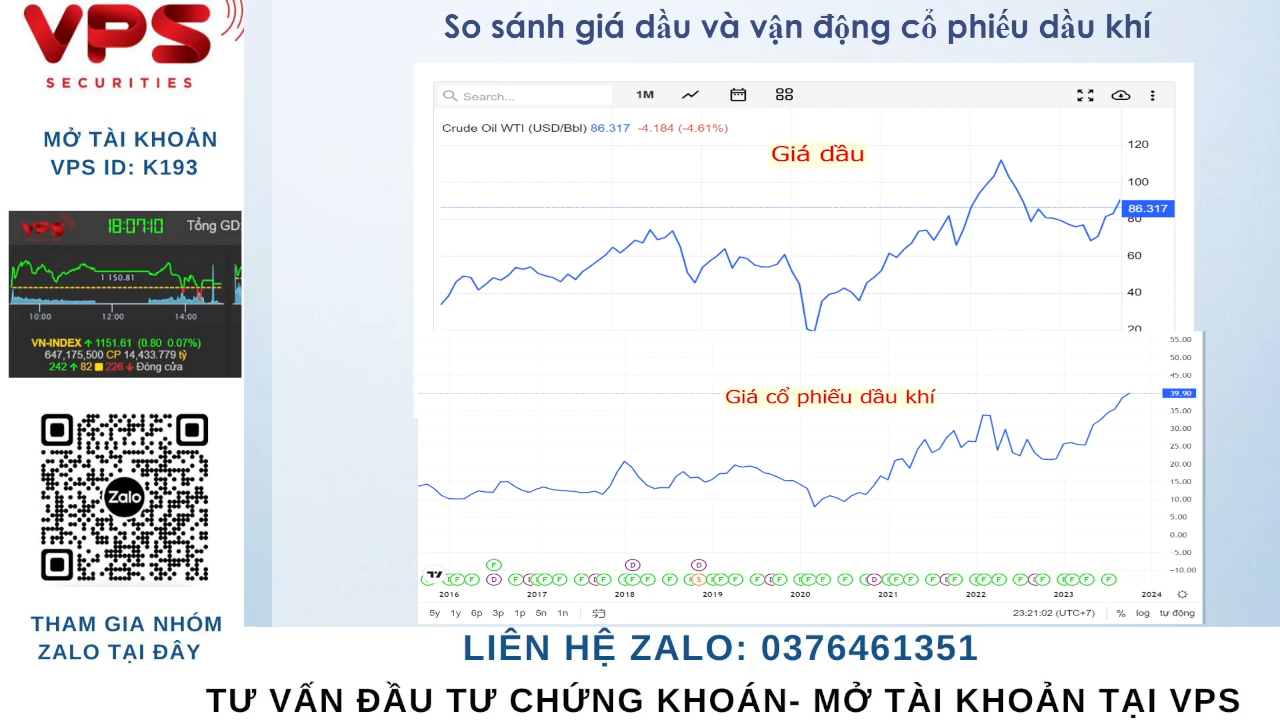 VPS
SECURITIES
MỞ TÀI KHOẢN
VPS ID: K193
VPS
18:07:10
Tổng GD
1 150.81
10:00 12:00 14:00
VN-INDEX ↑ 1151.61 (0.80 0.07%)
647,175,500 CP 14,433.779 tỷ
242 ↑ 82 226 ↓ Đóng cửa
Zalo
THAM GIA NHÓM
ZALO TẠI ĐÂY
So sánh giá dầu và vận động cổ phiếu dầu khí
Search...
1M
Crude Oil WTI (USD/Bbl) 86.317 -4.184 (-4.61%)
Giá dầu
120
100
86.317
80
60
40
20
55.00
50.00
45.00
Giá cổ phiếu dầu khí
39.90
35.00
30.00
25.00
20.00
15.00
10.00
5.00
0.00
-5.00
-10.00
2016 2017 2018 2019 2020 2021 2022 2023 2024
5y 1y 6p 3p 1p 5n 1n
23:21:02 (UTC+7) % log tự động
LIÊN HỆ ZALO: 0376461351
TƯ VẤN ĐẦU TƯ CHỨNG KHOÁN- MỞ TÀI KHOẢN TẠI VPS